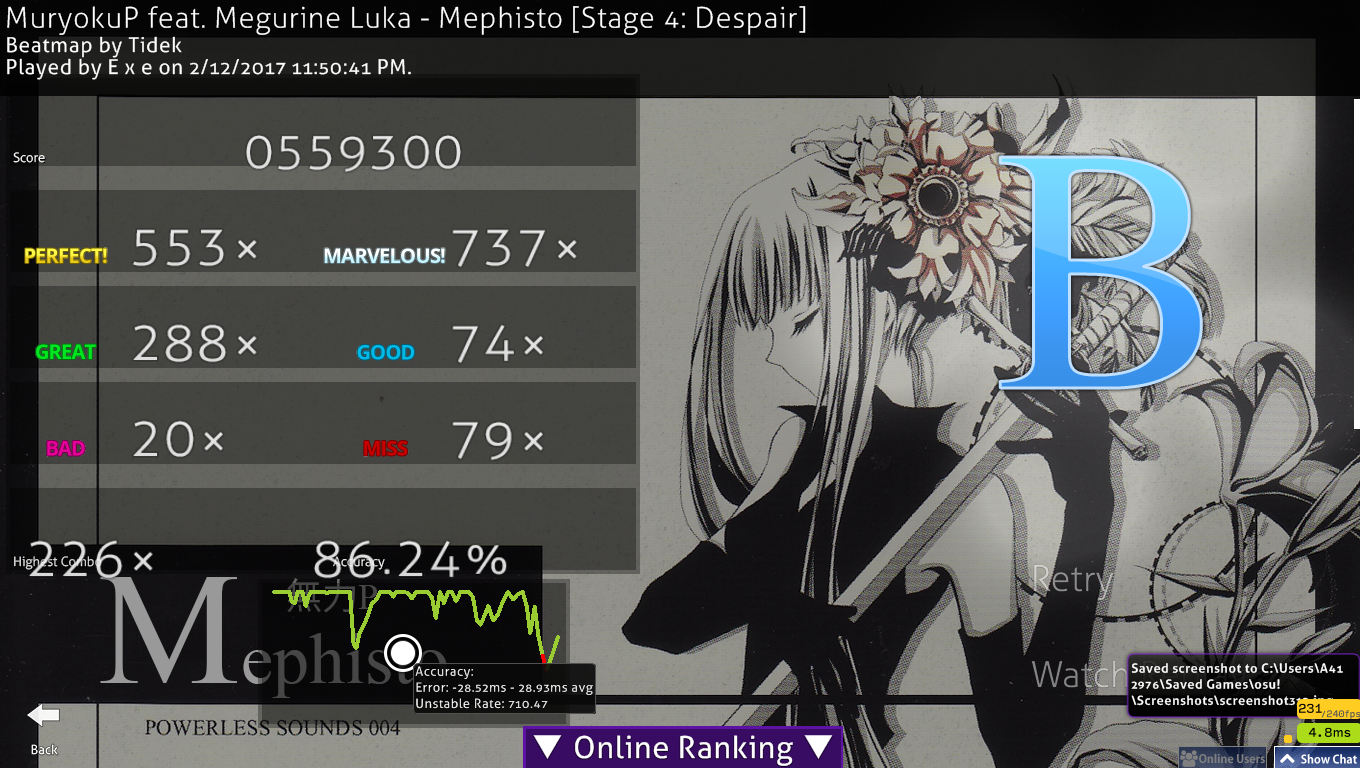 MuryokuP feat. Megurine Luka - Mephisto [Stage 4: Despair]
Beatmap by Tidek
Played by E x e on 2/12/2017 11:50:41 PM.
Score 0559300
PERFECT! 553× MARVELOUS! 737×
GREAT 288× GOOD 74×
BAD 20× MISS 79×
B
Highest Combo 226× Accuracy 86.24%
無力P
Mephisto
Accuracy:
Error: -28.52ms - 28.93ms avg
Unstable Rate: 710.47
POWERLESS SOUNDS 004
Retry
Watch
Saved screenshot to C:\Users\A41
2976\Saved Games\osu!
231/240fps
4.8ms
Back
Online Ranking
Online Users
Show Chat